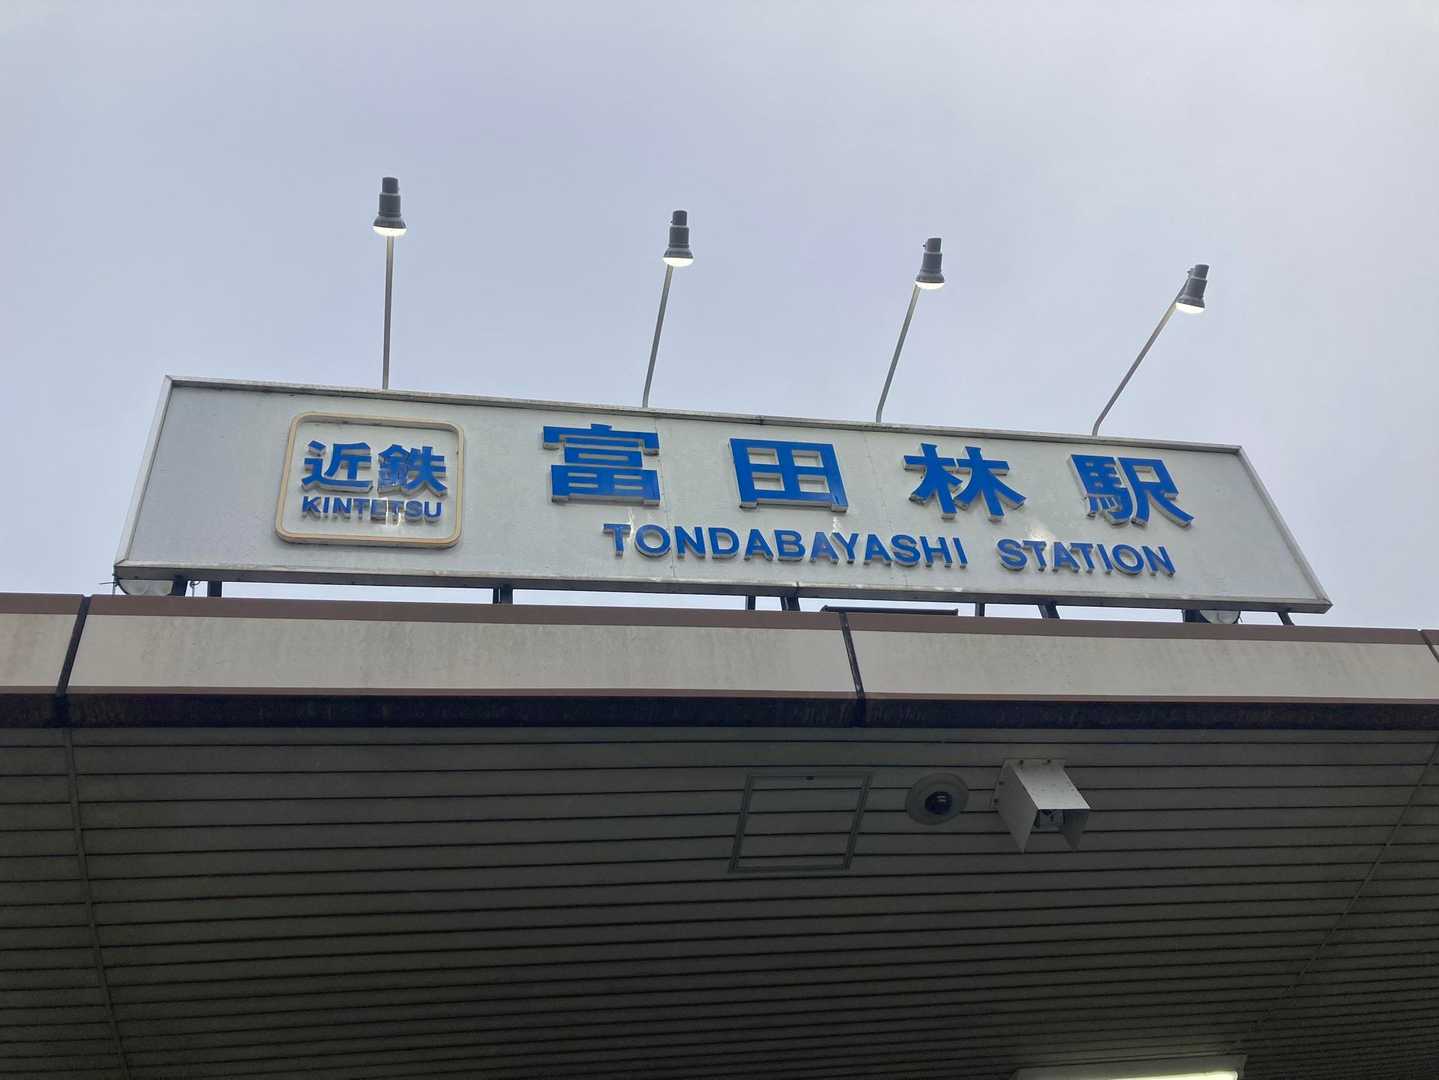 近鉄
KINTETSU
富田林駅
TONDABAYASHI STATION